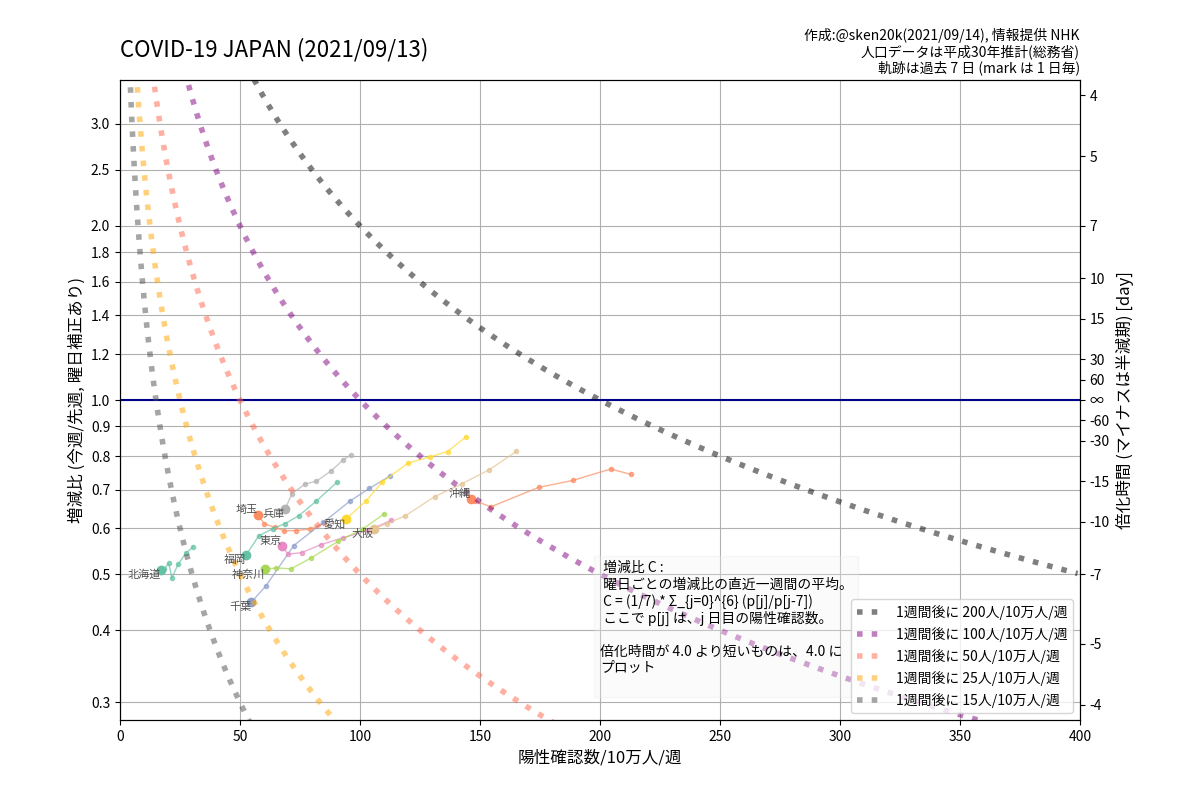 COVID-19 JAPAN (2021/09/13)
作成:@sken20k(2021/09/14), 情報提供 NHK
人口データは平成30年推計(総務省)
軌跡は過去 7 日 (mark は 1 日毎)
増減比 (今週/先週, 曜日補正あり)
3.0
2.5
2.0
1.8
1.6
1.4
1.2
1.0
0.9
0.8
0.7
0.6
0.5
0.4
0.3
4
5
7
10
15
30
60
∞
-60
-30
-15
-10
-7
-5
-4
倍化時間 (マイナスは半減期) [day]
沖縄
埼玉
兵庫
愛知
大阪
東京
福岡
神奈川
北海道
千葉
増減比 C :
曜日ごとの増減比の直近一週間の平均。
C = (1/7) * Σ_{j=0}^{6} (p[j]/p[j-7])
ここで p[j] は、j 日目の陽性確認数。
倍化時間が 4.0 より短いものは、4.0 に
プロット
1週間後に 200人/10万人/週
1週間後に 100人/10万人/週
1週間後に 50人/10万人/週
1週間後に 25人/10万人/週
1週間後に 15人/10万人/週
0 50 100 150 200 250 300 350 400
陽性確認数/10万人/週